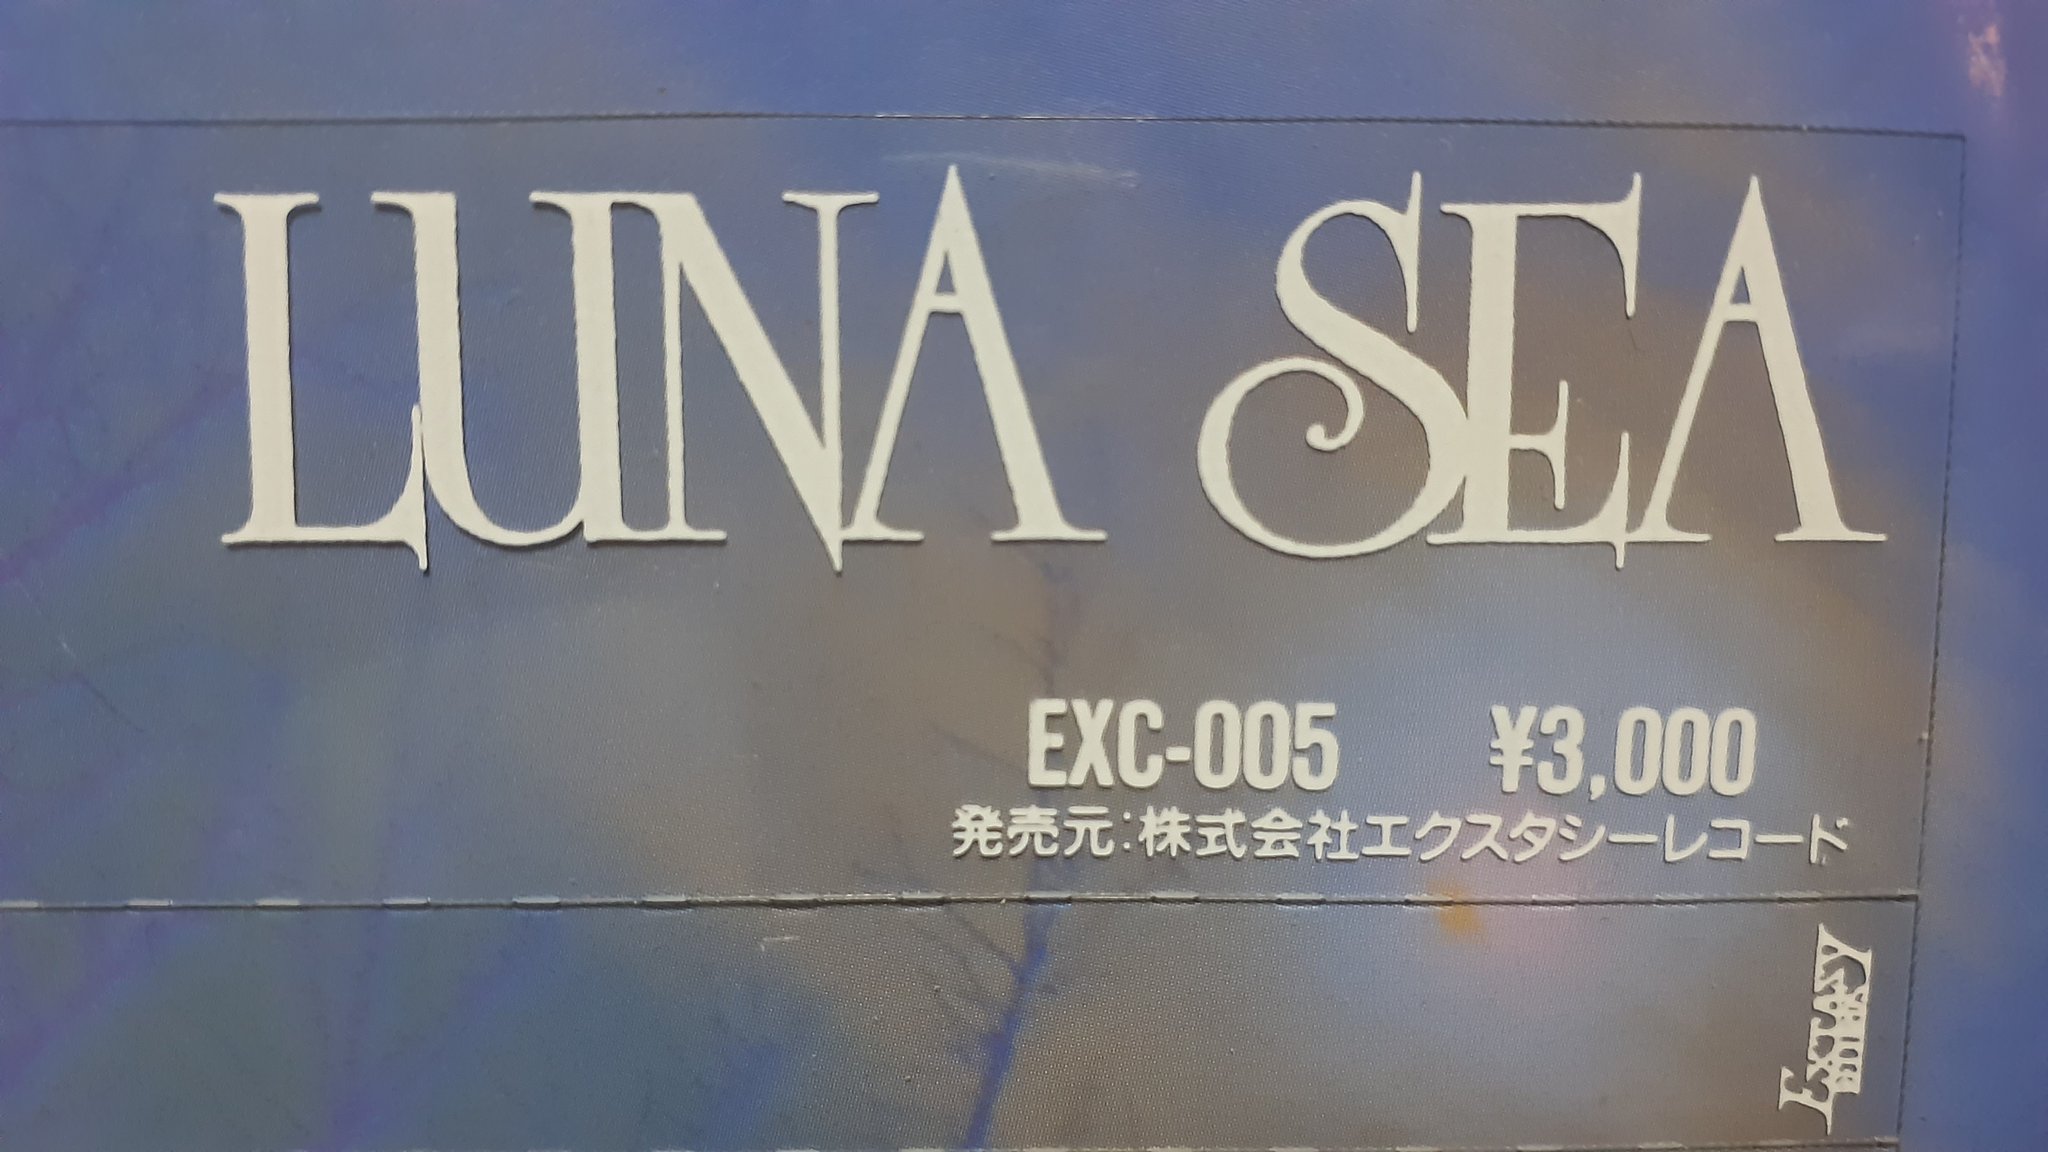 LUNA SEA
EXC-005 ¥3,000
発売元:株式会社エクスタシーレコード
EXTASY
RECORDS